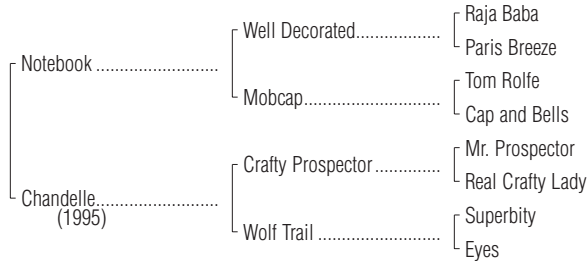 Raja Baba
Well Decorated
Paris Breeze
Notebook
Tom Rolfe
Mobcap
Cap and Bells
Mr. Prospector
Crafty Prospector
Real Crafty Lady
Chandelle
(1995)
Superbity
Wolf Trail
Eyes